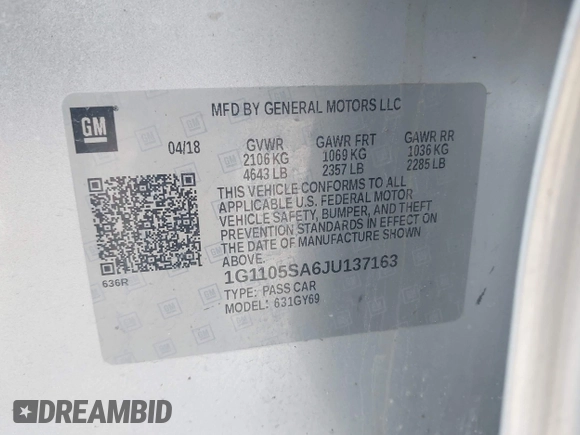 MFD BY GENERAL MOTORS LLC
GM
04/18 GVWR GAWR FRT GAWR RR
2106 KG 1069 KG 1036 KG
4643 LB 2357 LB 2285 LB
THIS VEHICLE CONFORMS TO ALL
APPLICABLE U.S. FEDERAL MOTOR
VEHICLE SAFETY, BUMPER, AND THEFT
PREVENTION STANDARDS IN EFFECT ON
THE DATE OF MANUFACTURE SHOWN
ABOVE.
636R
1G1105SA6JU137163
TYPE: PASS CAR
MODEL: 631GY69
DREAMBID